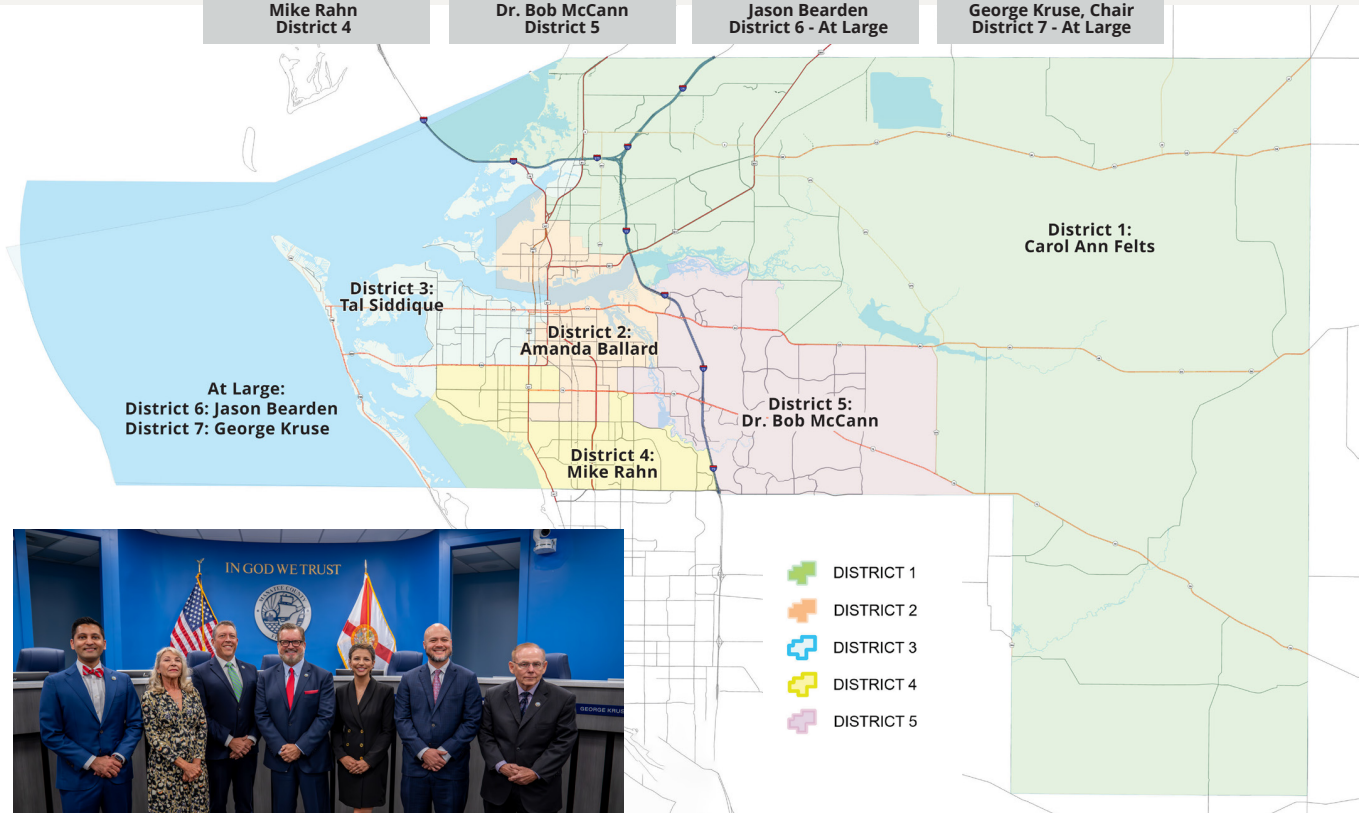 Mike Rahn
District 4
Dr. Bob McCann
District 5
Jason Bearden
District 6 - At Large
George Kruse, Chair
District 7 - At Large
District 1:
Carol Ann Felts
District 3:
Tal Siddique
District 2:
Amanda Ballard
At Large:
District 6: Jason Bearden
District 7: George Kruse
District 5:
Dr. Bob McCann
District 4:
Mike Rahn
IN GOD WE TRUST
MANATEE COUNTY
GEORGE KRUS
DISTRICT 1
DISTRICT 2
DISTRICT 3
DISTRICT 4
DISTRICT 5